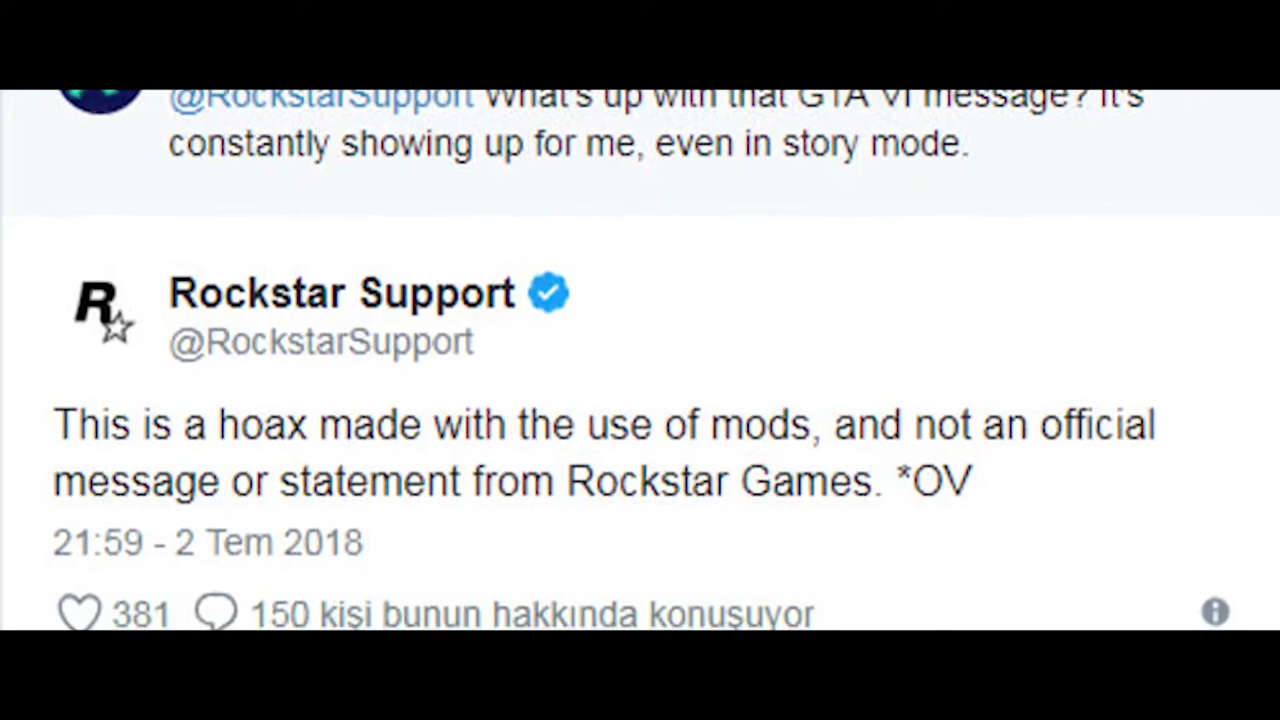 @RockstarSupport What's up with that GTA VI message? It's
constantly showing up for me, even in story mode.
Rockstar Support
@RockstarSupport
This is a hoax made with the use of mods, and not an official
message or statement from Rockstar Games. *OV
21:59 - 2 Tem 2018
381 150 kişi bunun hakkında konuşuyor